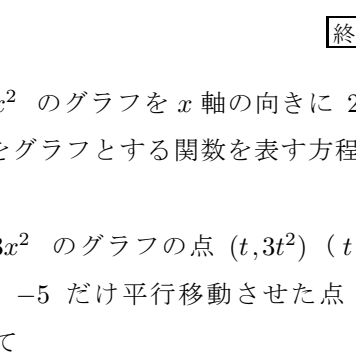 終
x² のグラフを x 軸の向きに 2
をグラフとする関数を表す方程
3x² のグラフの点 (t,3t²)（ t
−5 だけ平行移動させた点
て